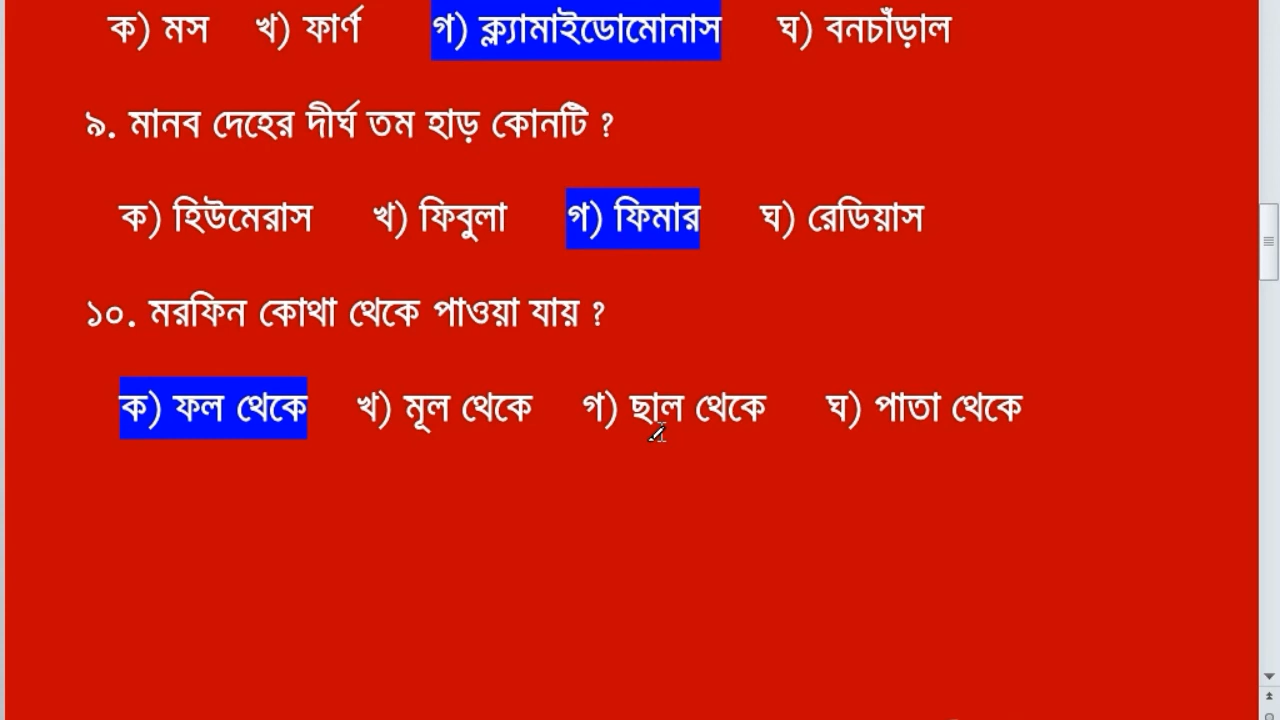 ক) মস খ) ফার্ণ গ) ক্ল্যামাইডোমোনাস ঘ) বনচাঁড়াল
৯. মানব দেহের দীর্ঘ তম হাড় কোনটি ?
ক) হিউমেরাস খ) ফিবুলা গ) ফিমার ঘ) রেডিয়াস
১০. মরফিন কোথা থেকে পাওয়া যায় ?
ক) ফল থেকে খ) মূল থেকে গ) ছাল থেকে ঘ) পাতা থেকে